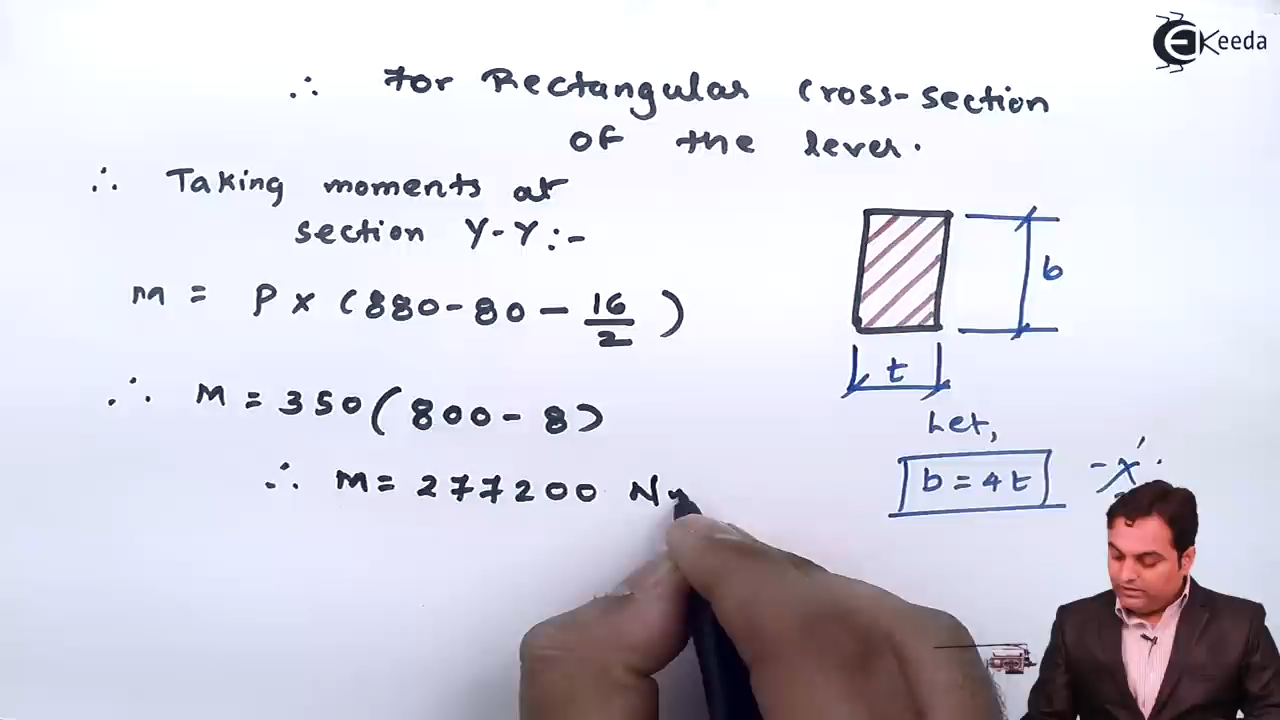 EKeeda
∴ For Rectangular cross-section
of the lever.
∴ Taking moments at
section Y-Y:-
M = P × (880-80 - 16/2)
∴ M = 350(800-8)
∴ M = 277200 N
b
t
Let,
b = 4t